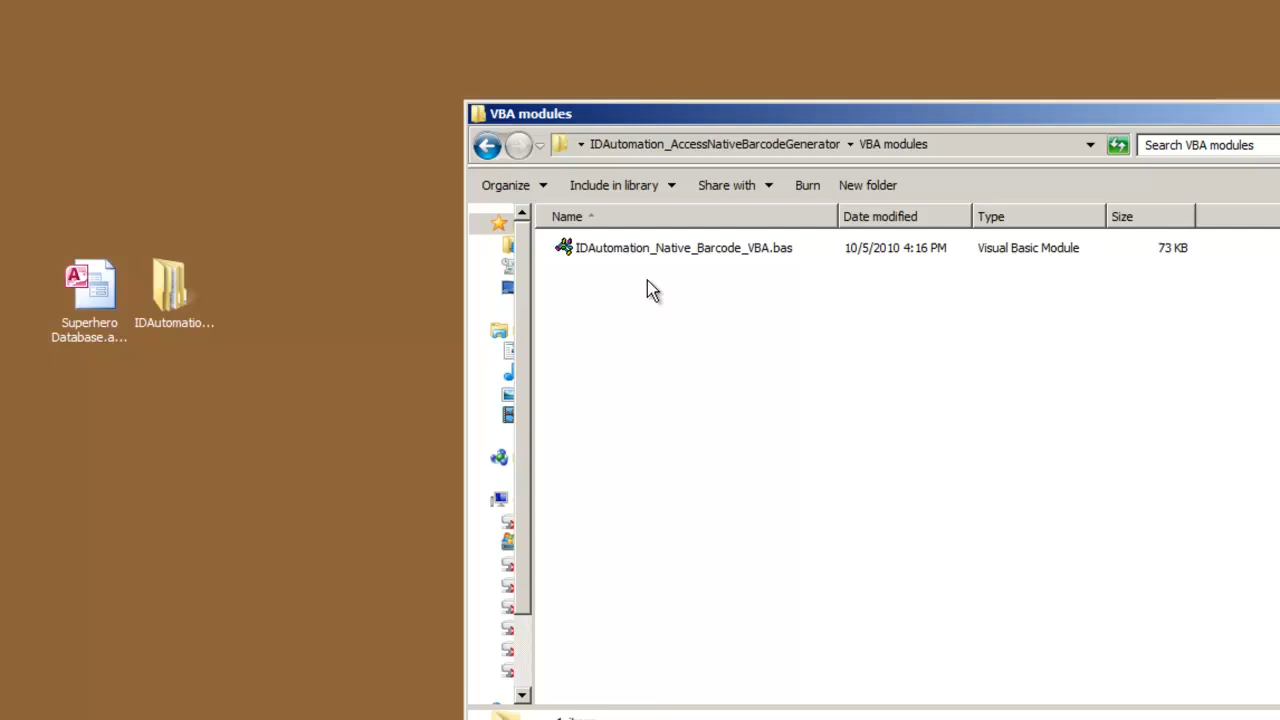 VBA modules
IDAutomation_AccessNativeBarcodeGenerator VBA modules
Search VBA modules
Organize Include in library Share with Burn New folder
Name Date modified Type Size
IDAutomation_Native_Barcode_VBA.bas 10/5/2010 4:16 PM Visual Basic Module 73 KB
Superhero
Database.a...
IDAutomatio...